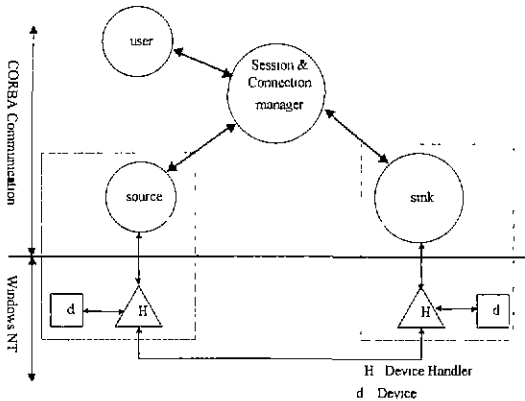 user
Session &
Connection
manager
CORBA Communication
source
sink
Windows NT
d
H
H
d
H Device Handler
d Device